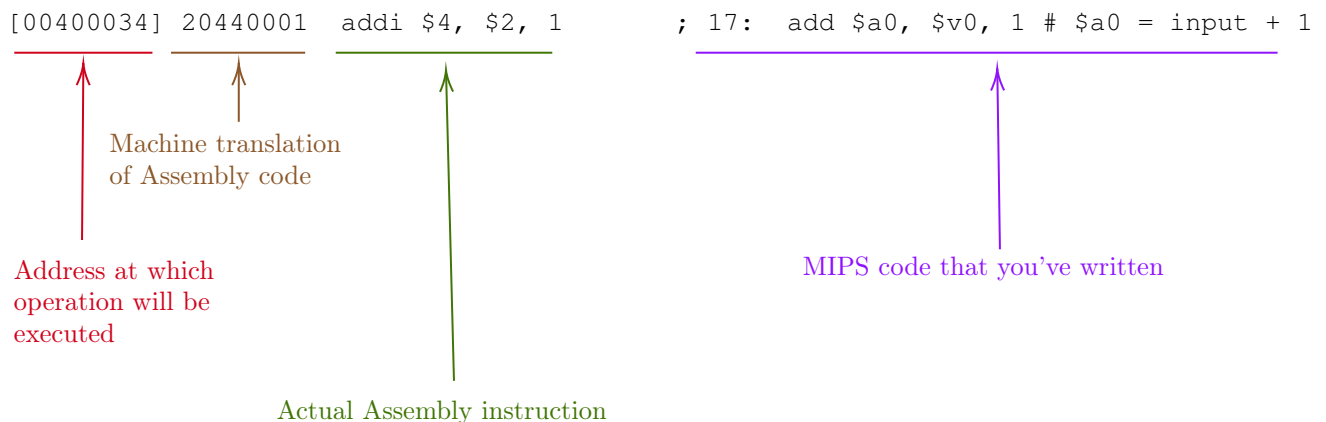 [00400034] 20440001  addi $4, $2, 1        ; 17:  add $a0, $v0, 1 # $a0 = input + 1
Machine translation
of Assembly code
Address at which
operation will be
executed
MIPS code that you've written
Actual Assembly instruction